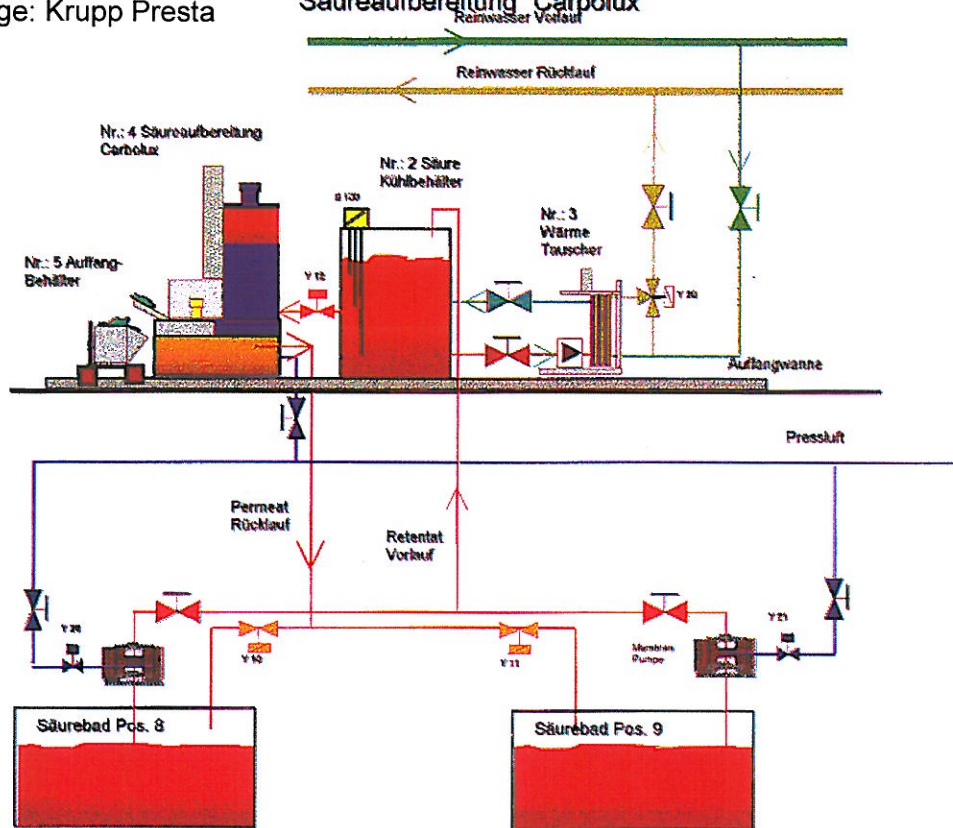 ge: Krupp Presta
Säureaufbereitung Carbolux
Reinwasser Vorlauf
Reinwasser Rücklauf
Nr.: 4 Säureaufbereitung
Carbolux
Nr.: 2 Säure
Kühlbehälter
Nr.: 3
Wärme
Tauscher
Nr.: 5 Auffang-
Behälter
Y 12
Auffangwanne
Pressluft
Permeat
Rücklauf
Retentat
Vorlauf
Y 10
Y 11
Y 21
Membran
Pumpe
Säurebad Pos. 8
Säurebad Pos. 9